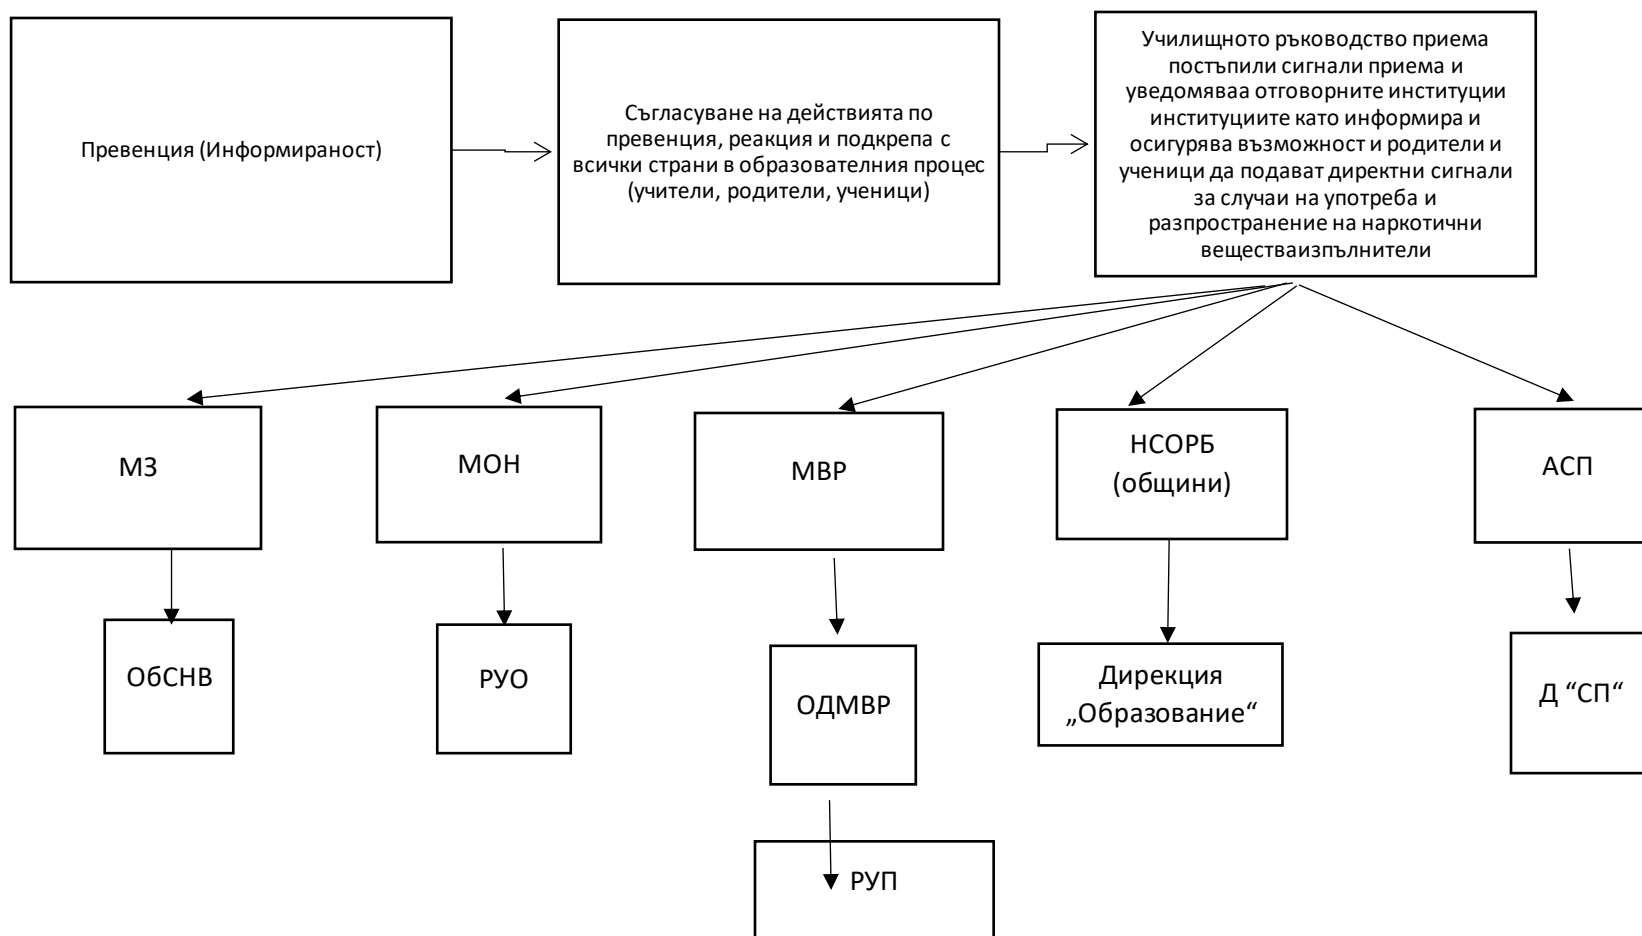 Превенция (Информираност)
Съгласуване на действията по
превенция, реакция и подкрепа с
всички страни в образователния процес
(учители, родители, ученици)
Училищното ръководство приема
постъпили сигнали приема и
уведомяваа отговорните институции
институциите като информира и
осигурява възможност и родители и
ученици да подават директни сигнали
за случаи на употреба и
разпространение на наркотични
веществаизпълнители
МЗ
МОН
МВР
НСОРБ
(общини)
АСП
ОбСНВ
РУО
ОДМВР
Дирекция
„Образование“
Д “СП“
РУП